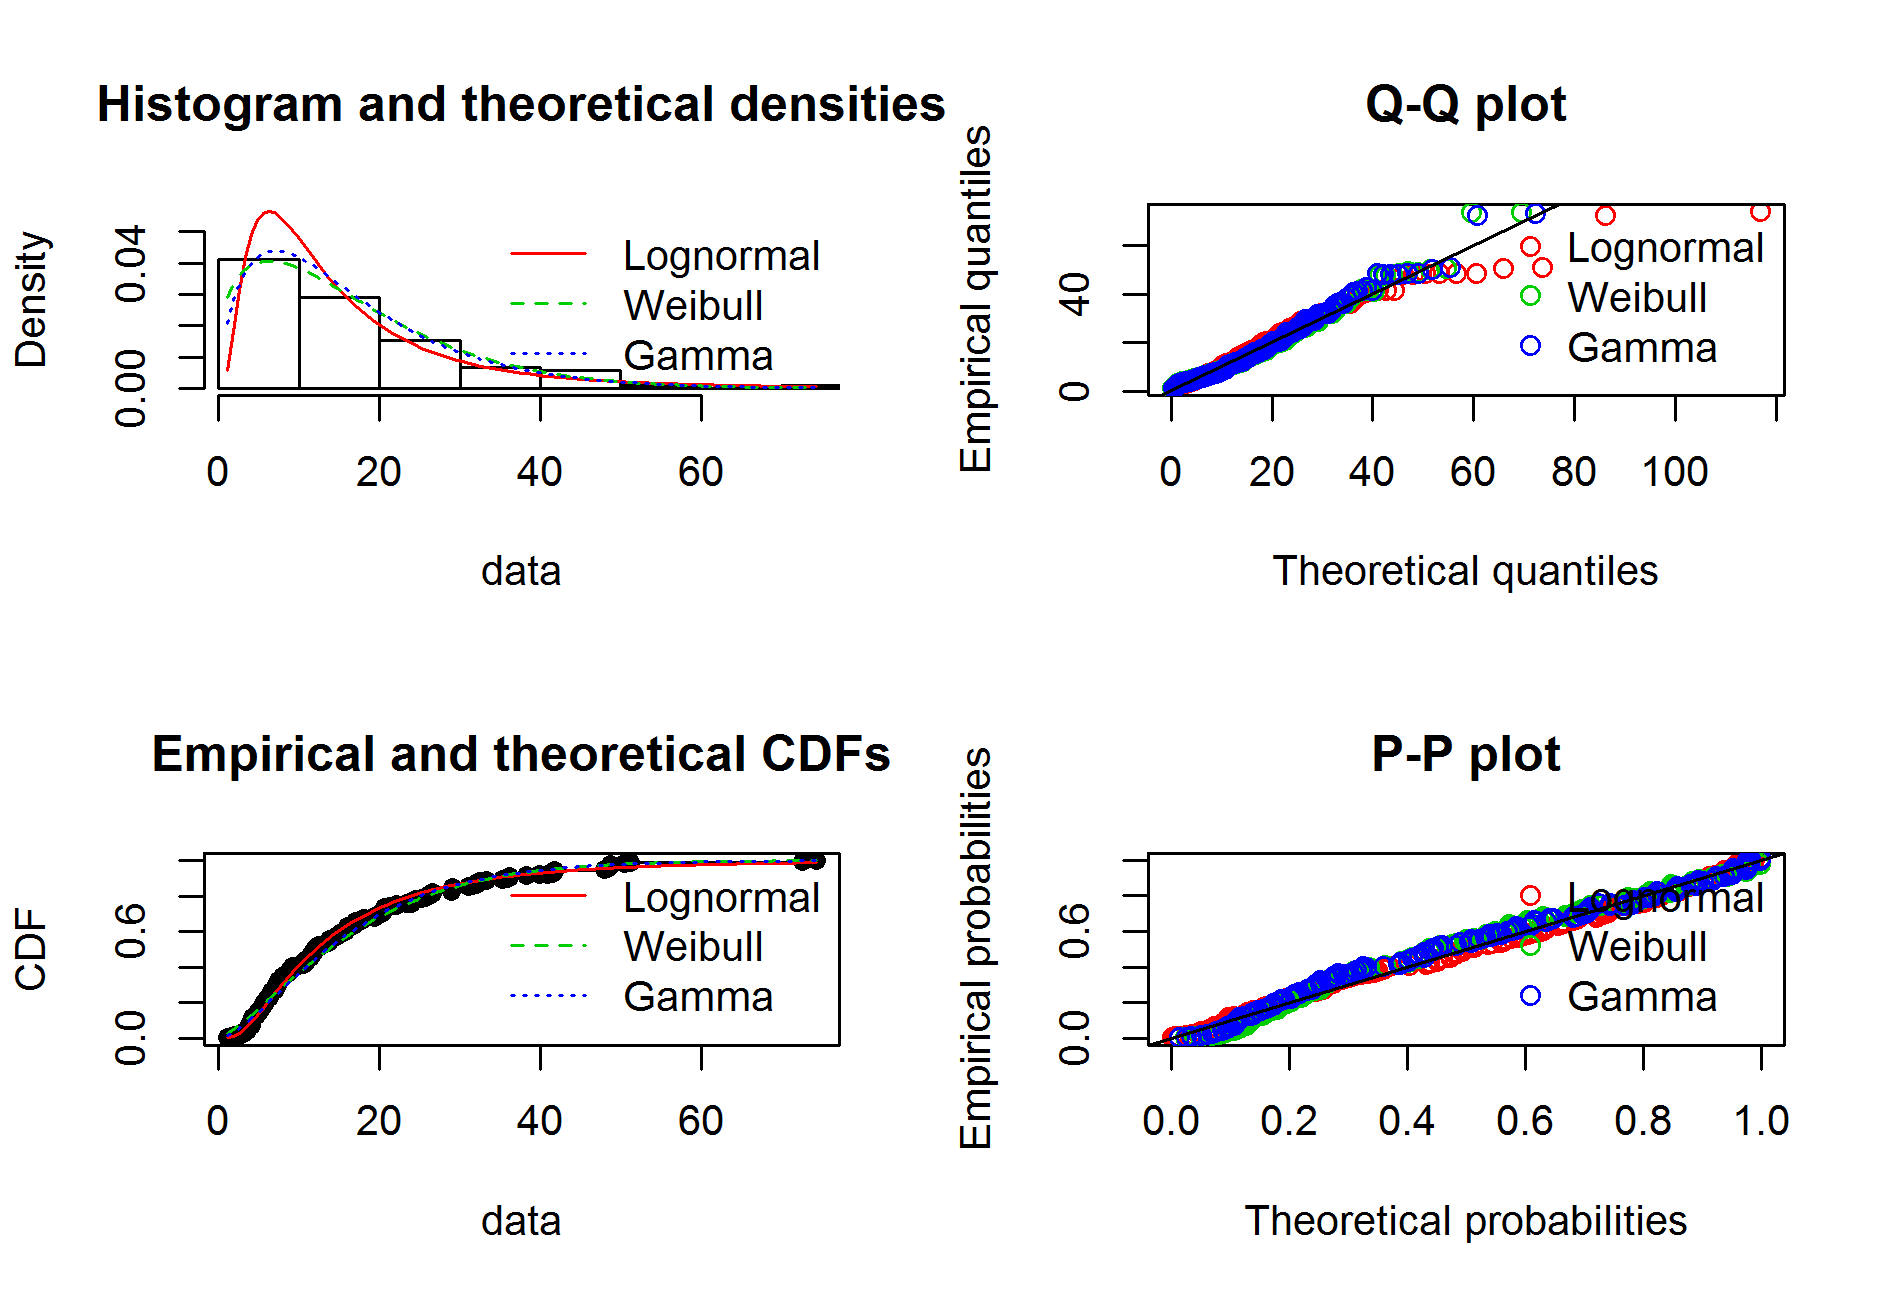 Histogram and theoretical densities
Density
0.00
0.04
Lognormal
Weibull
Gamma
0 20 40 60
data
Q-Q plot
Empirical quantiles
0
40
Lognormal
Weibull
Gamma
0 20 40 60 80 100
Theoretical quantiles
Empirical and theoretical CDFs
CDF
0.0
0.6
Lognormal
Weibull
Gamma
0 20 40 60
data
P-P plot
Empirical probabilities
0.0
0.6
Lognormal
Weibull
Gamma
0.0 0.2 0.4 0.6 0.8 1.0
Theoretical probabilities